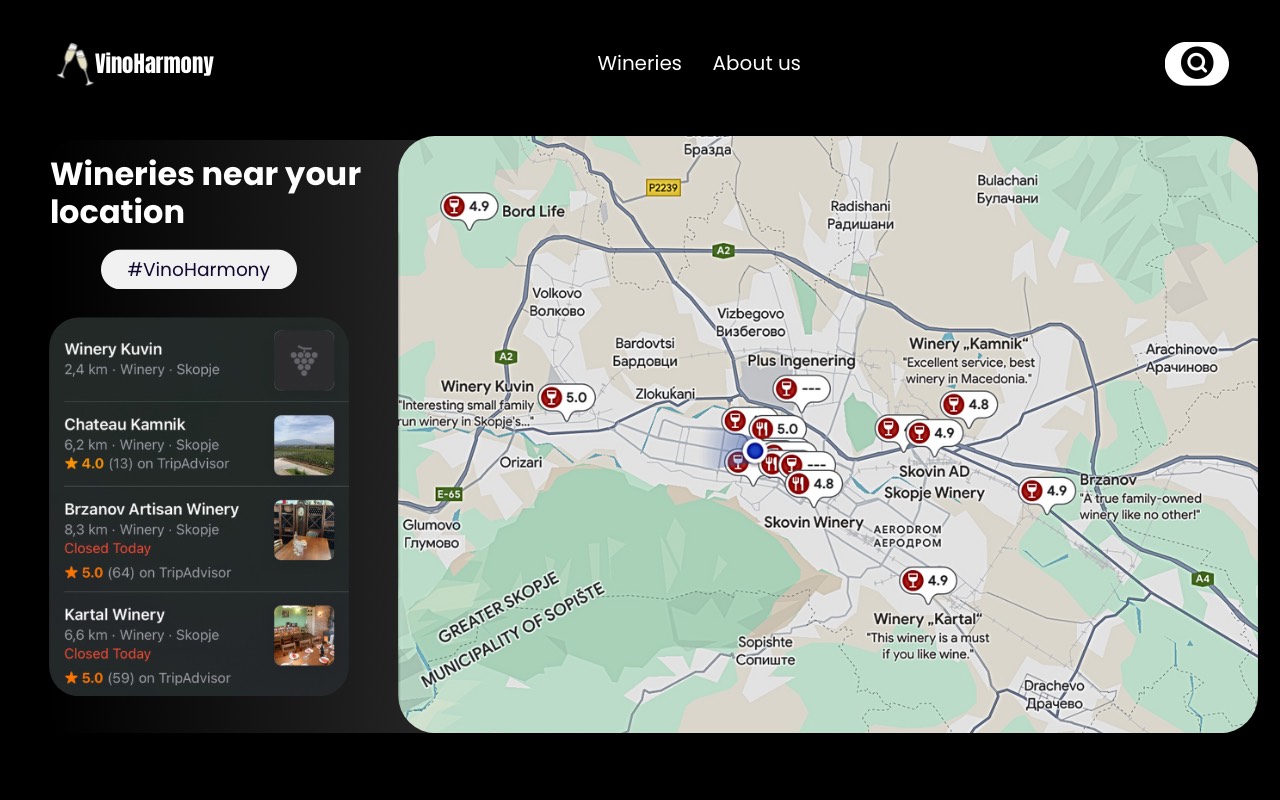 VinoHarmony
Wineries
About us
Wineries near your
location
#VinoHarmony
Winery Kuvin
2,4 km · Winery · Skopje
Chateau Kamnik
6,2 km · Winery · Skopje
★ 4.0 (13) on TripAdvisor
Brzanov Artisan Winery
8,3 km · Winery · Skopje
Closed Today
★ 5.0 (64) on TripAdvisor
Kartal Winery
6,6 km · Winery · Skopje
Closed Today
★ 5.0 (59) on TripAdvisor
Бразда
P2239
Bulachani
Булачани
4.9
Bord Life
Radishani
Радишани
A2
Volkovo
Волково
Vizbegovo
Визбегово
Bardovtsi
Бардовци
Winery „Kamnik“
"Excellent service, best
winery in Macedonia."
4.8
Arachinovo
Арачиново
A2
Plus Ingenering
---
Winery Kuvin
"Interesting small family
run winery in Skopje's..."
5.0
Zlokuḱani
5.0
---
4.8
4.9
Skovin AD
Skopje Winery
Orizari
E-65
Glumovo
Глумово
Skovin Winery
AERODROM
АЕРОДРОМ
4.9
Brzanov
"A true family-owned
winery like no other!"
A4
4.9
Winery „Kartal“
"This winery is a must
if you like wine."
GREATER SKOPJE
MUNICIPALITY OF SOPIŠTE
Sopishte
Сопиште
Drachevo
Драчево